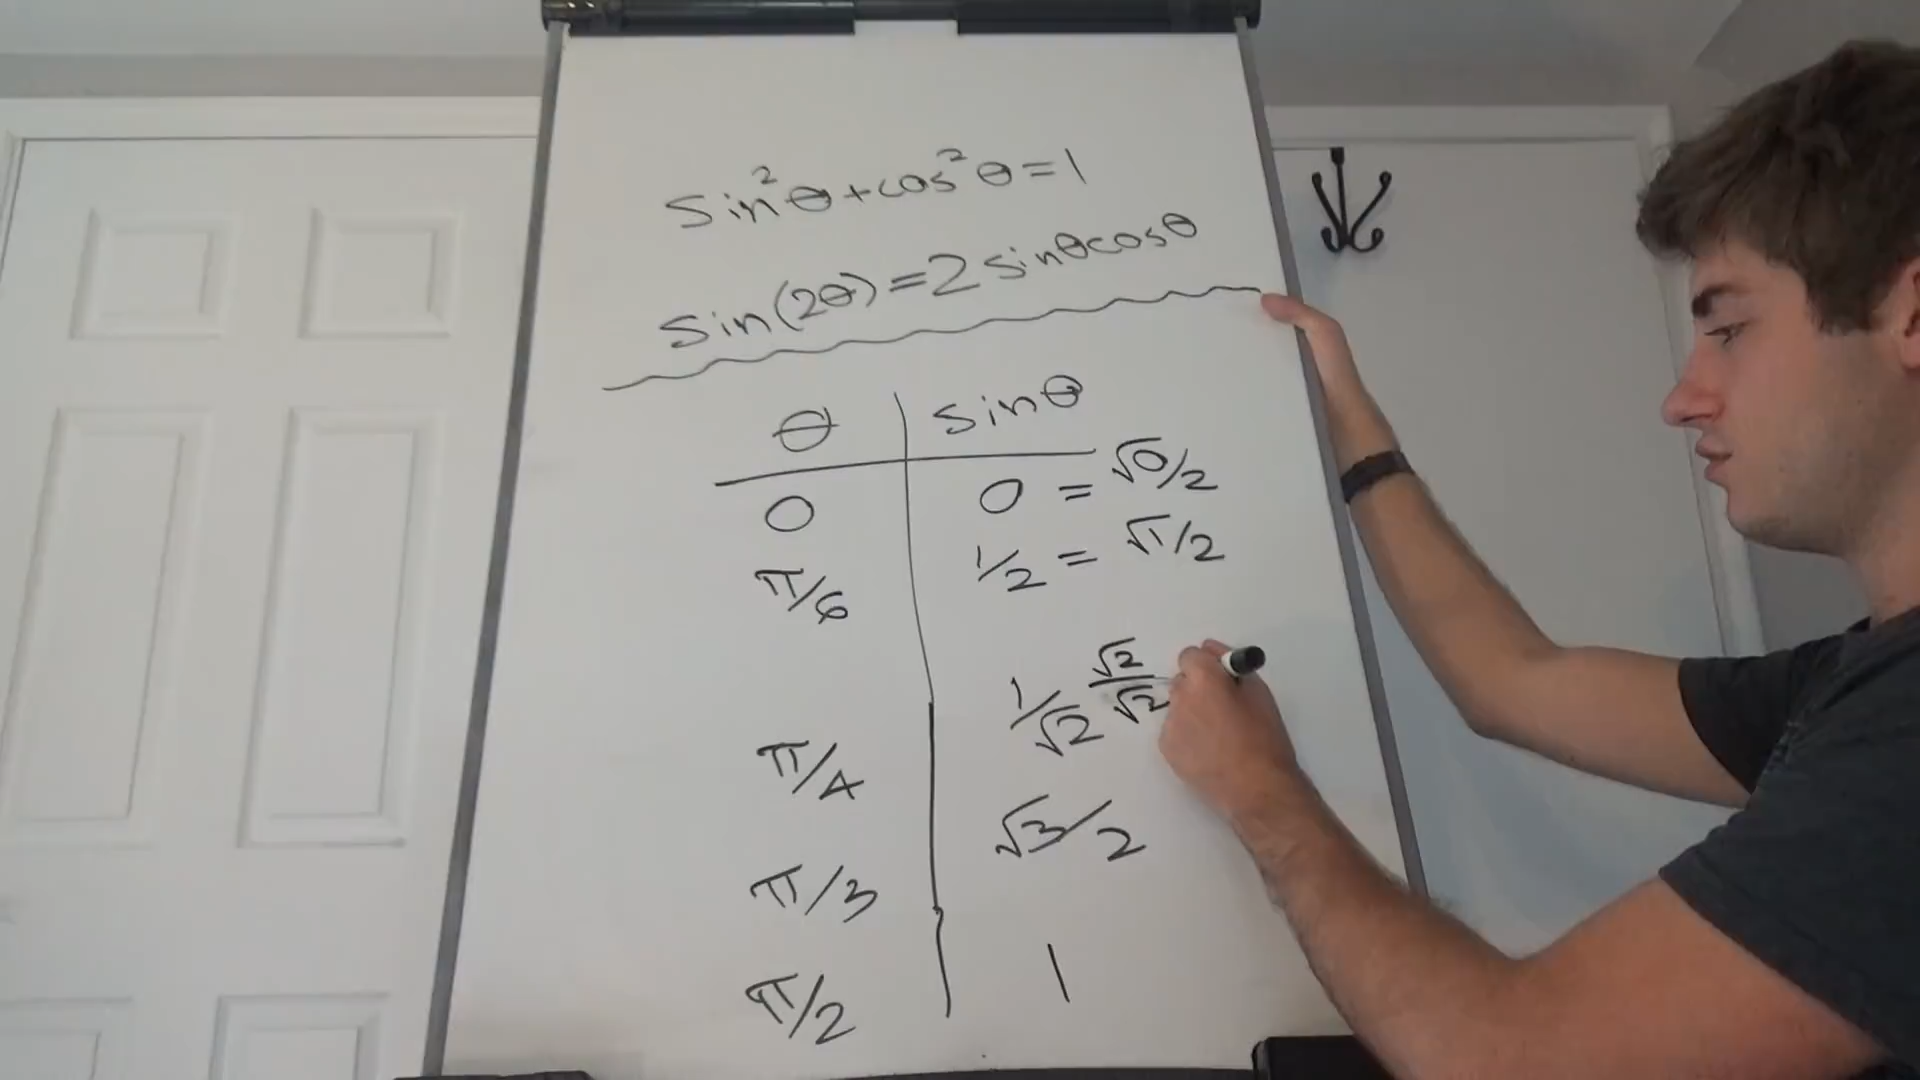 sin²θ+cos²θ=1
sin(2θ)=2sinθcosθ
θ sinθ
0 0 = √0/2
π/6 1/2 = √1/2
π/4 1/√2 √2/√2
π/3 √3/2
π/2 1